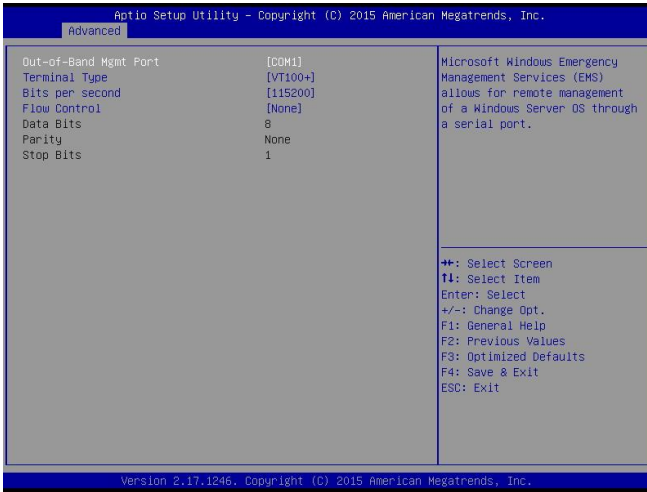 Aptio Setup Utility – Copyright (C) 2015 American Megatrends, Inc.
Advanced
Out-of-Band Mgmt Port [COM1]
Terminal Type [VT100+]
Bits per second [115200]
Flow Control [None]
Data Bits 8
Parity None
Stop Bits 1
Microsoft Windows Emergency
Management Services (EMS)
allows for remote management
of a Windows Server OS through
a serial port.
→←: Select Screen
↑↓: Select Item
Enter: Select
+/-: Change Opt.
F1: General Help
F2: Previous Values
F3: Optimized Defaults
F4: Save & Exit
ESC: Exit
Version 2.17.1246. Copyright (C) 2015 American Megatrends, Inc.